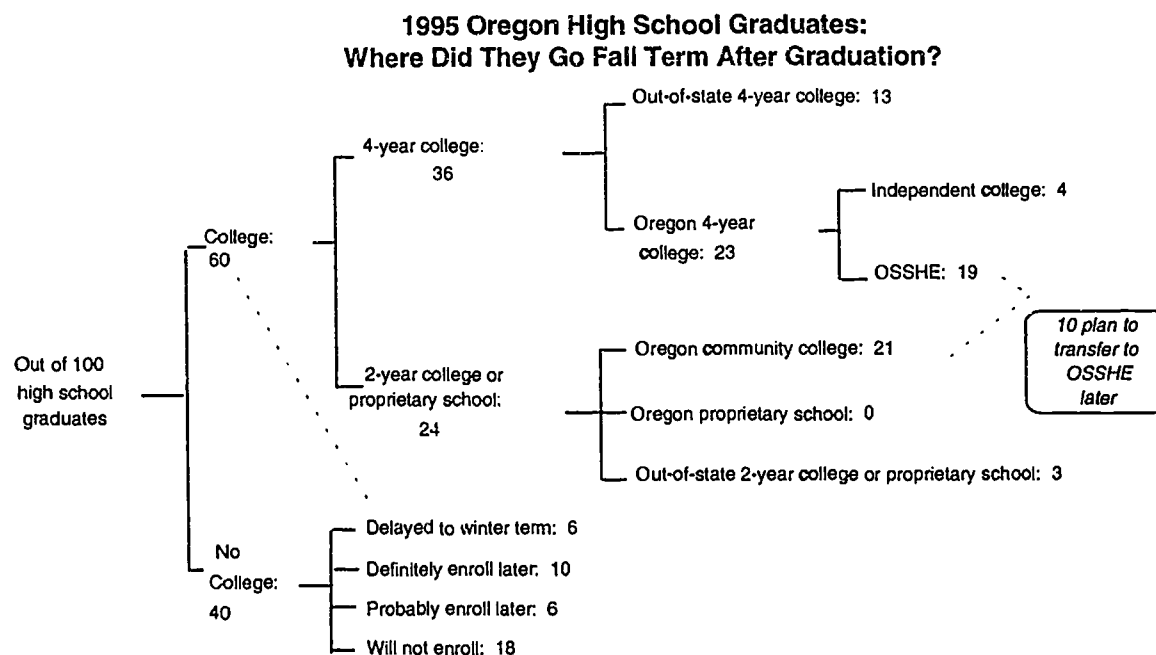 1995 Oregon High School Graduates:
Where Did They Go Fall Term After Graduation?
Out-of-state 4-year college: 13
4-year college:
36
Independent college: 4
Oregon 4-year
college: 23
College:
60
OSSHE: 19
10 plan to
transfer to
OSSHE
later
Oregon community college: 21
Out of 100
high school
graduates
2-year college or
proprietary school:
24
Oregon proprietary school: 0
Out-of-state 2-year college or proprietary school: 3
Delayed to winter term: 6
No
College:
40
Definitely enroll later: 10
Probably enroll later: 6
Will not enroll: 18